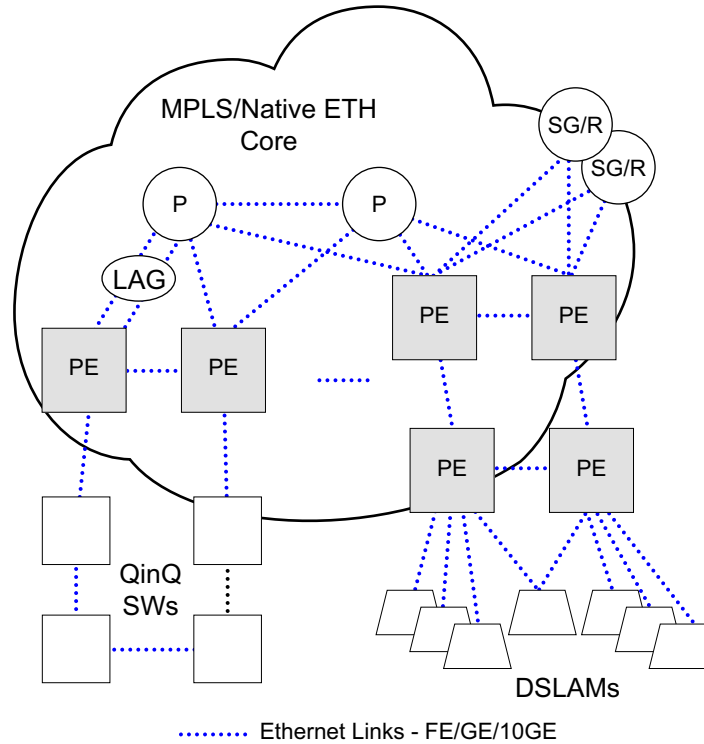 MPLS/Native ETH
Core
SG/R
SG/R
P
P
LAG
PE
PE
PE
PE
PE
PE
QinQ
SWs
DSLAMs
Ethernet Links - FE/GE/10GE